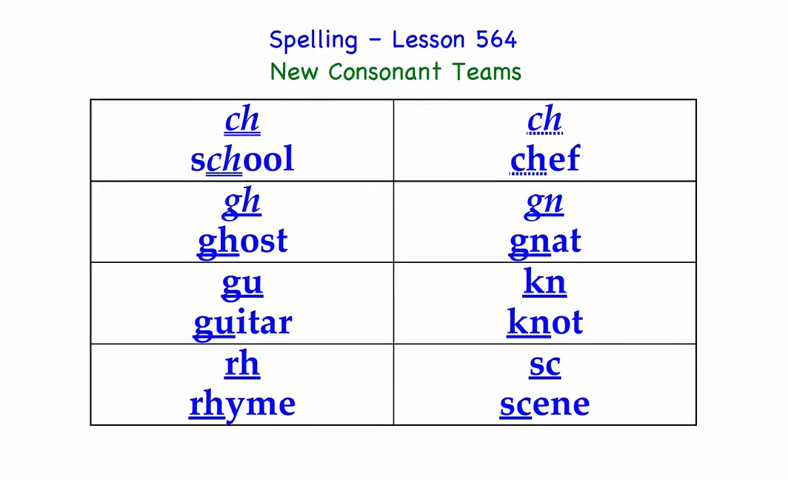 Spelling – Lesson 564
New Consonant Teams
ch
school
ch
chef
gh
ghost
gn
gnat
gu
guitar
kn
knot
rh
rhyme
sc
scene